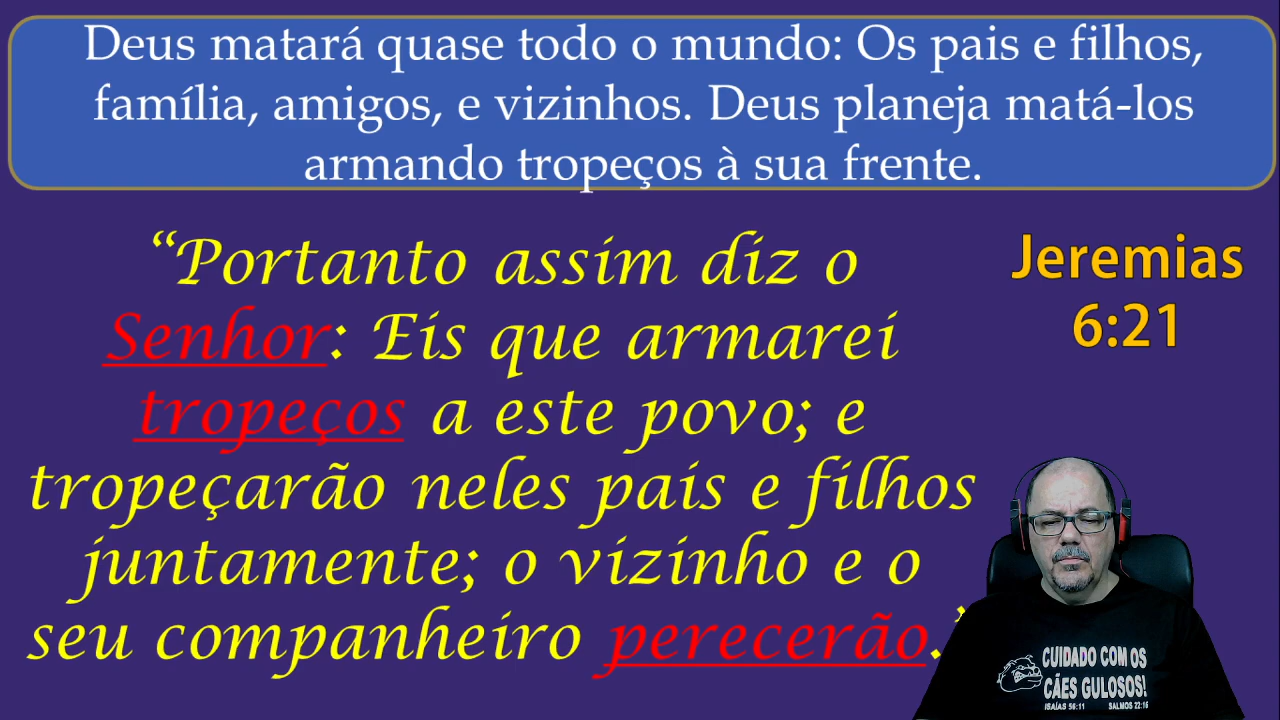 Deus matará quase todo o mundo: Os pais e filhos,
família, amigos, e vizinhos. Deus planeja matá-los
armando tropeços à sua frente.
“Portanto assim diz o
Senhor: Eis que armarei
tropeços a este povo; e
tropeçarão neles pais e filhos
juntamente; o vizinho e o
seu companheiro perecerão.”
Jeremias
6:21
CUIDADO COM OS
CÃES GULOSOS!
ISAÍAS 56:11 SALMOS 22:16